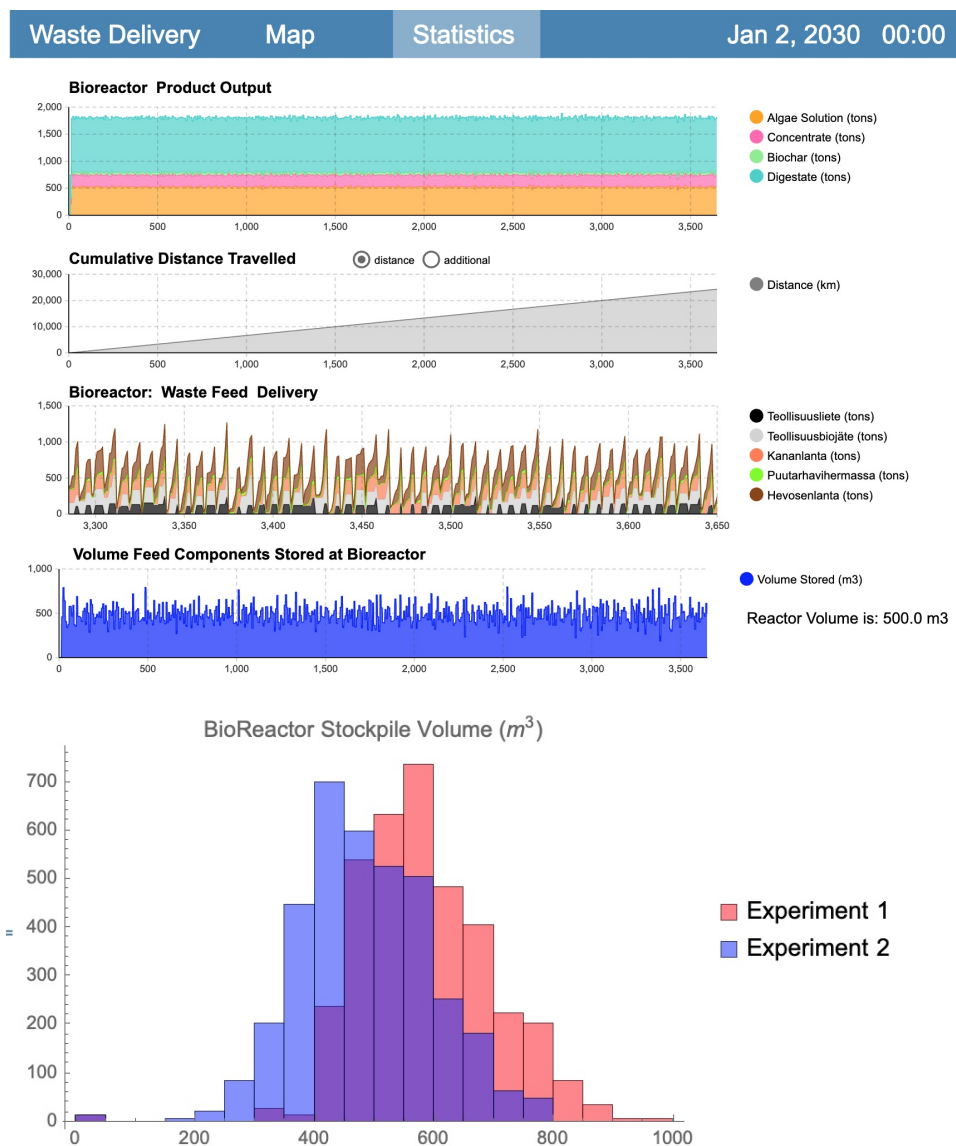 Waste Delivery Map Statistics Jan 2, 2030 00:00
Bioreactor Product Output
2,000
1,500
1,000
500
0
0 500 1,000 1,500 2,000 2,500 3,000 3,500
Algae Solution (tons)
Concentrate (tons)
Biochar (tons)
Digestate (tons)
Cumulative Distance Travelled distance additional
30,000
20,000
10,000
0
0 500 1,000 1,500 2,000 2,500 3,000 3,500
Distance (km)
Bioreactor: Waste Feed Delivery
1,500
1,000
500
0
3,300 3,350 3,400 3,450 3,500 3,550 3,600 3,650
Teollisuusliete (tons)
Teollisuusbiojäte (tons)
Kananlanta (tons)
Puutarhavihermassa (tons)
Hevosenlanta (tons)
Volume Feed Components Stored at Bioreactor
1,000
500
0
0 500 1,000 1,500 2,000 2,500 3,000 3,500
Volume Stored (m3)
Reactor Volume is: 500.0 m3
BioReactor Stockpile Volume (m³)
700
600
500
400
300
200
100
0
0 200 400 600 800 1000
Experiment 1
Experiment 2